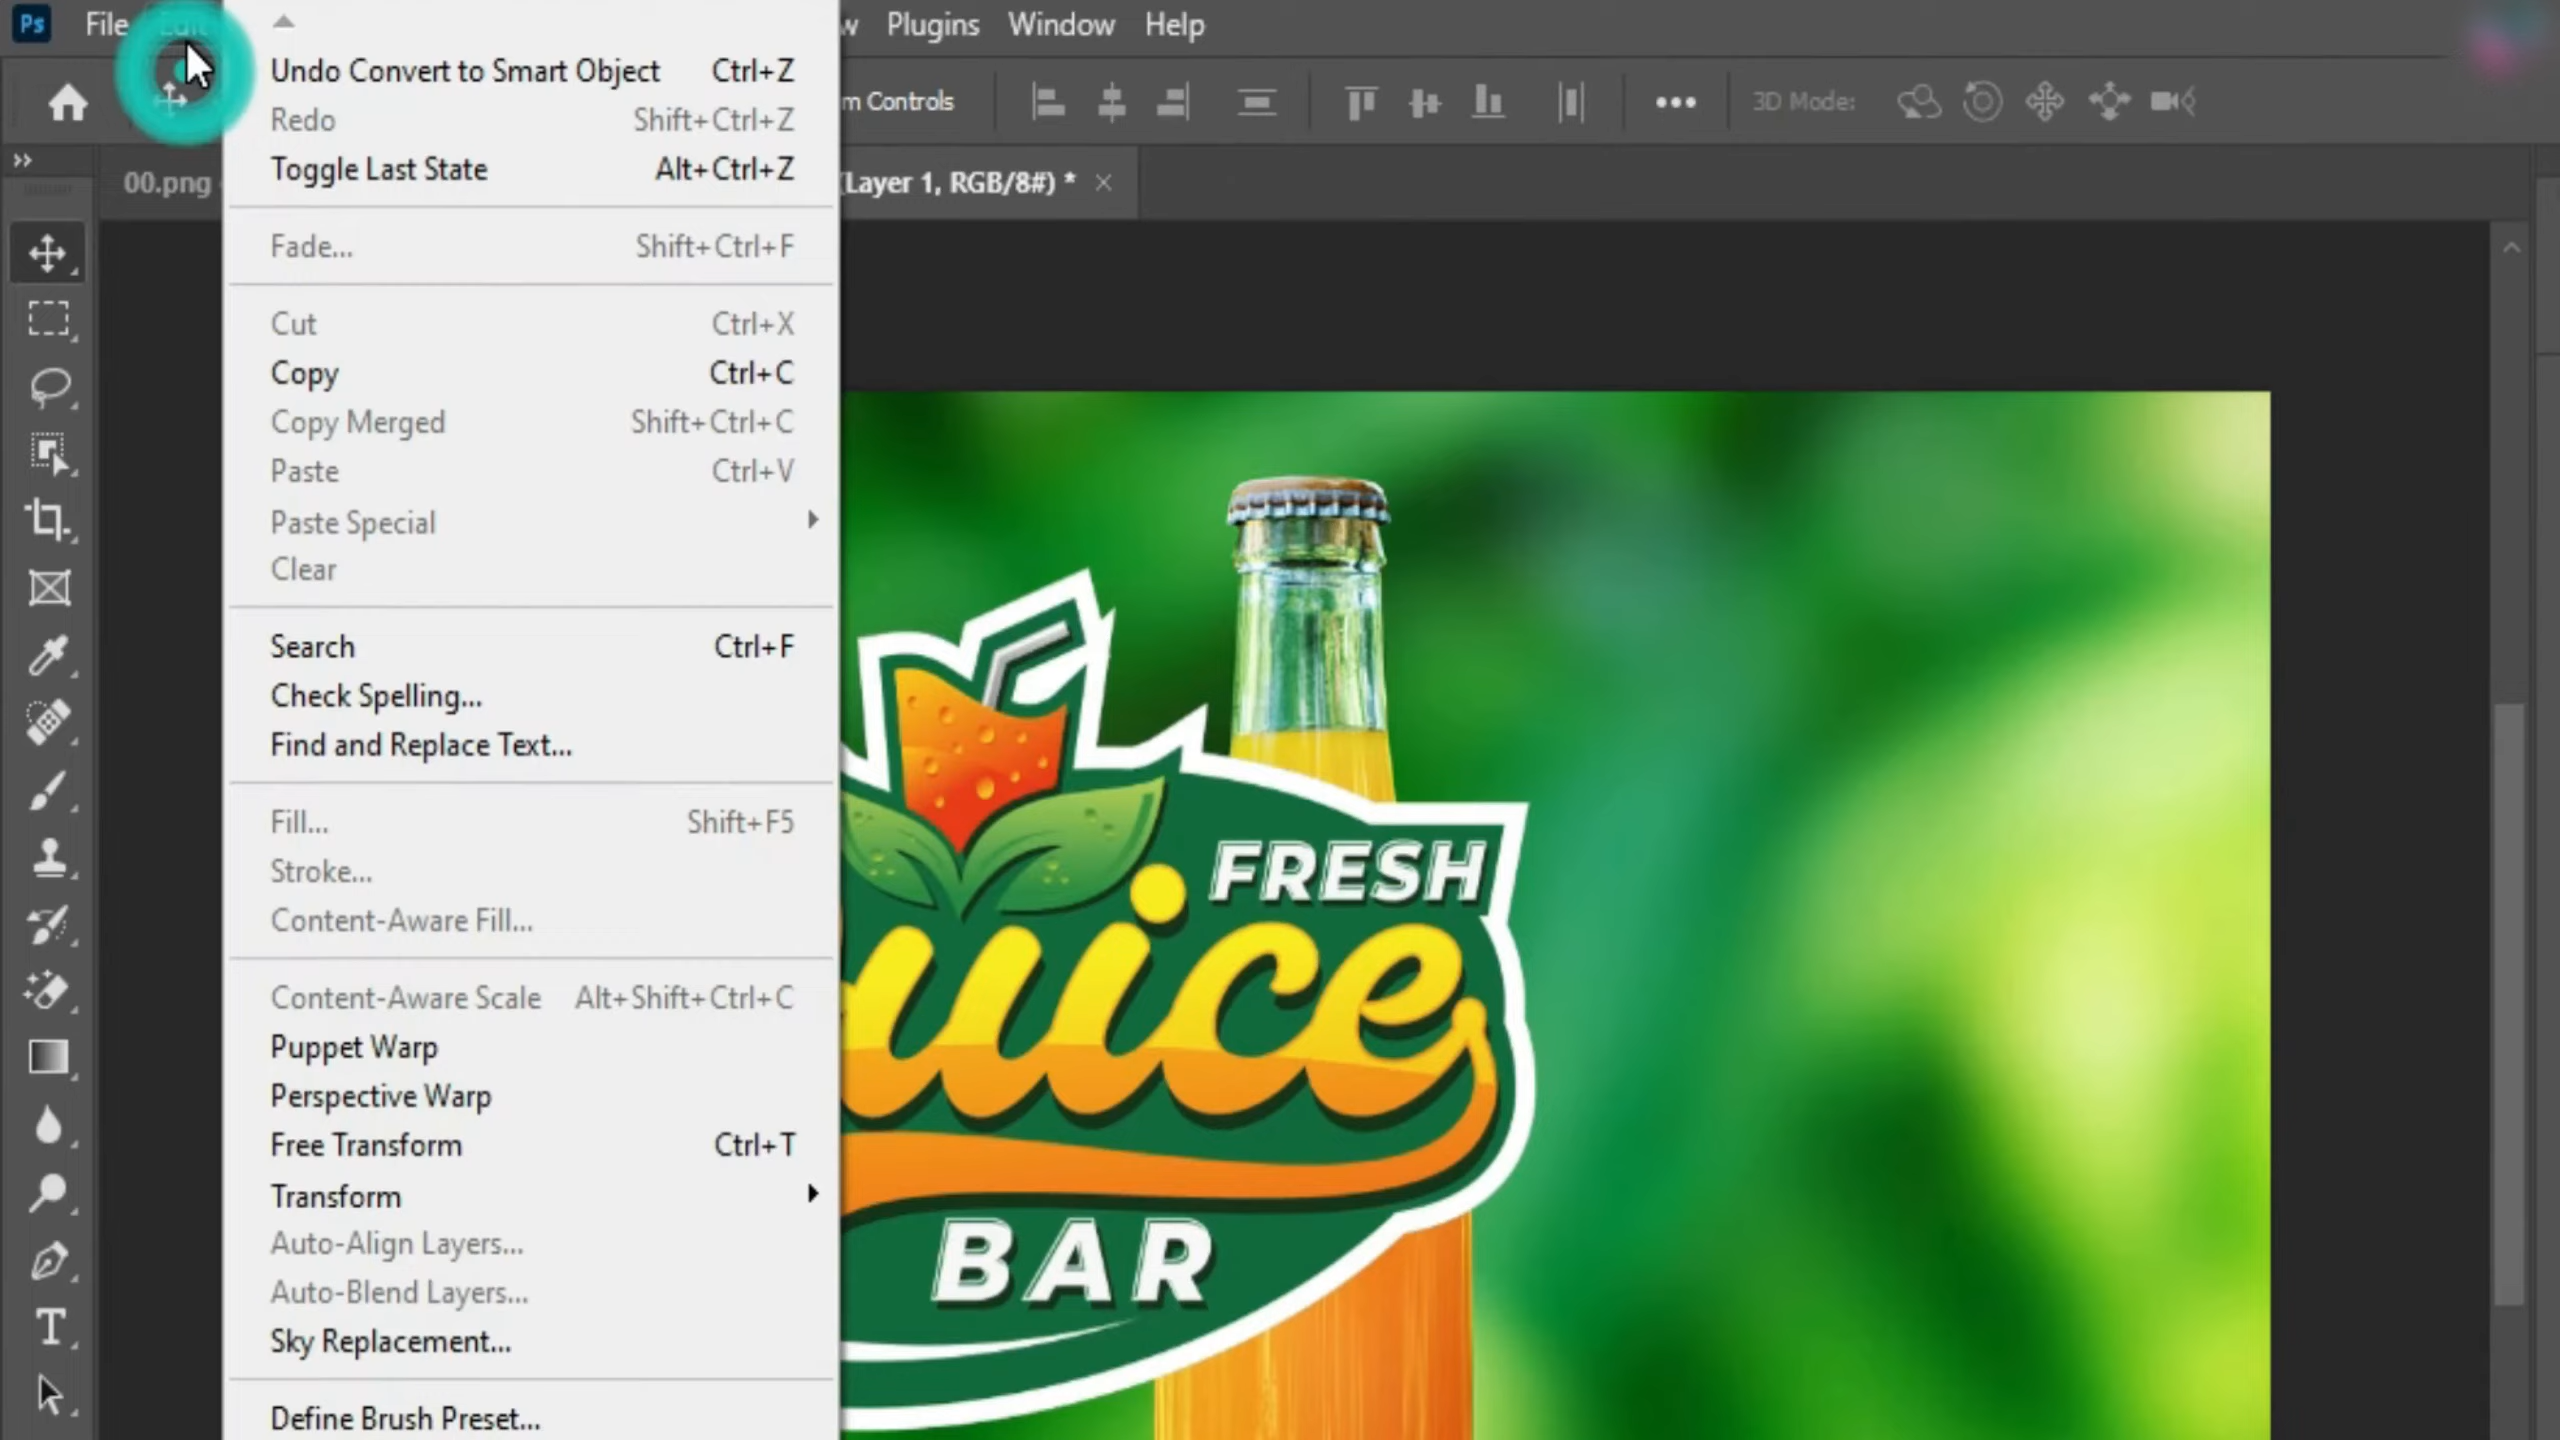 Ps File Edit w Plugins Window Help
m Controls 3D Mode:
00.png (Layer 1, RGB/8#) *
Undo Convert to Smart Object Ctrl+Z
Redo Shift+Ctrl+Z
Toggle Last State Alt+Ctrl+Z
Fade... Shift+Ctrl+F
Cut Ctrl+X
Copy Ctrl+C
Copy Merged Shift+Ctrl+C
Paste Ctrl+V
Paste Special
Clear
Search Ctrl+F
Check Spelling...
Find and Replace Text...
Fill... Shift+F5
Stroke...
Content-Aware Fill...
Content-Aware Scale Alt+Shift+Ctrl+C
Puppet Warp
Perspective Warp
Free Transform Ctrl+T
Transform
Auto-Align Layers...
Auto-Blend Layers...
Sky Replacement...
Define Brush Preset...
FRESH
uice
BAR